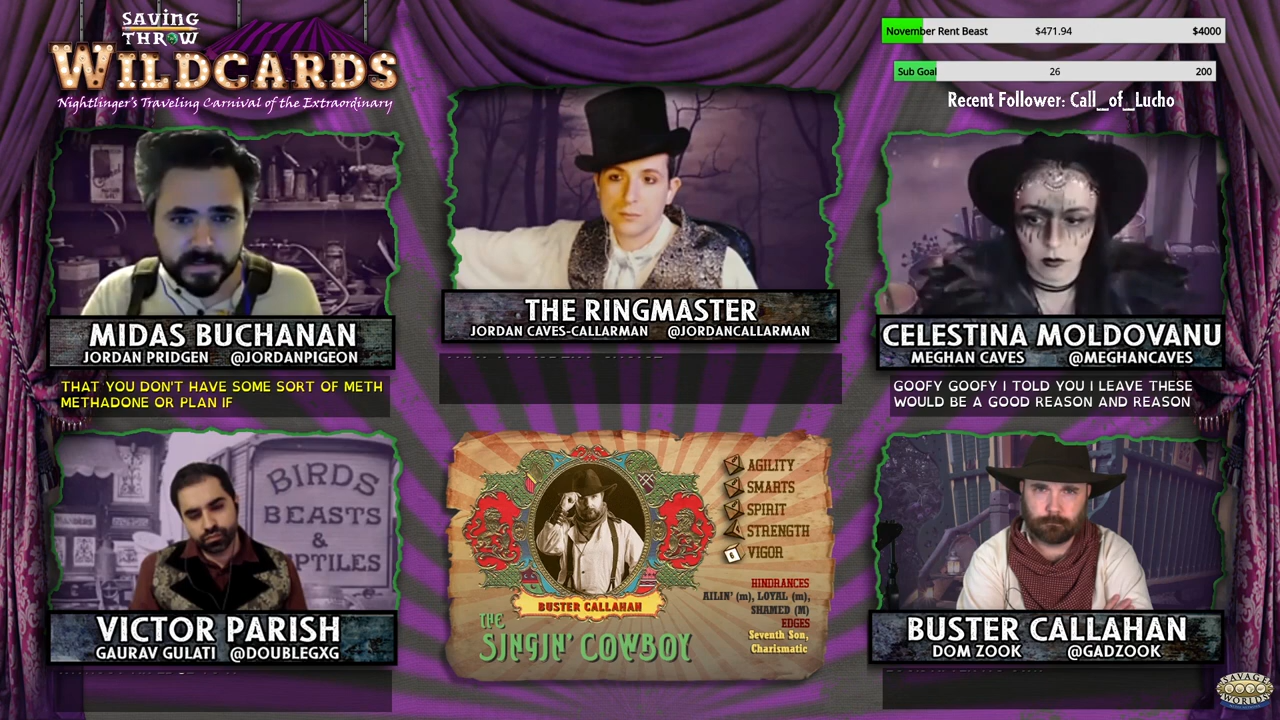 SAVING
THROW
WILDCARDS
Nightlinger's Traveling Carnival of the Extraordinary
November Rent Beast $471.94 $4000
Sub Goal 26 200
Recent Follower: Call_of_Lucho
MIDAS BUCHANAN
JORDAN PRIDGEN @JORDANPIGEON
THAT YOU DON'T HAVE SOME SORT OF METH
METHADONE OR PLAN IF
THE RINGMASTER
JORDAN CAVES-CALLARMAN @JORDANCALLARMAN
CELESTINA MOLDOVANU
MEGHAN CAVES @MEGHANCAVES
GOOFY GOOFY I TOLD YOU I LEAVE THESE
WOULD BE A GOOD REASON AND REASON
BIRDS
BEASTS
&
PTILES
VICTOR PARISH
GAURAV GULATI @DOUBLEGXG
AGILITY
SMARTS
SPIRIT
STRENGTH
6 VIGOR
HINDRANCES
AILIN' (m), LOYAL (m),
SHAMED (M)
EDGES
Seventh Son,
Charismatic
BUSTER CALLAHAN
THE
SINGIN' COWBOY
BUSTER CALLAHAN
DOM ZOOK @GADZOOK
SAVAGE
WORLDS